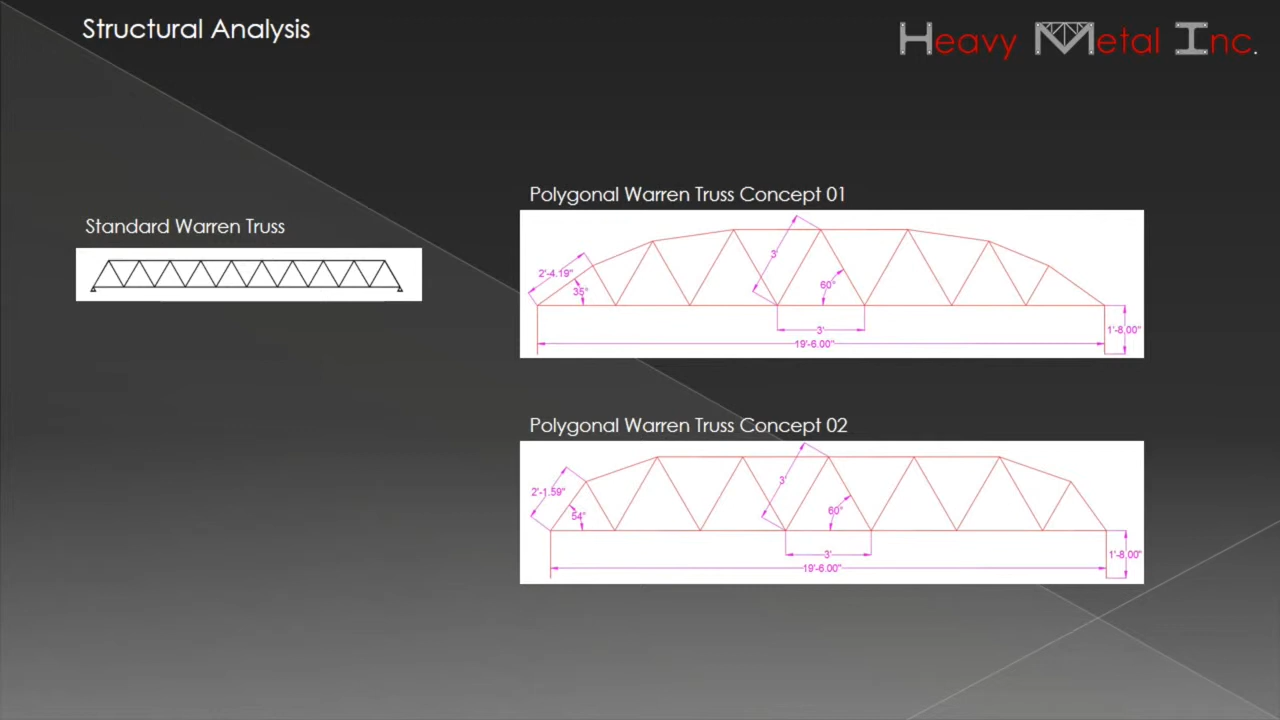 Structural Analysis
Heavy Metal Inc.
Standard Warren Truss
Polygonal Warren Truss Concept 01
2'-4.19"
35°
3'
60°
3'
19'-6.00"
1'-8.00"
Polygonal Warren Truss Concept 02
2'-1.59"
54°
3'
60°
3'
19'-6.00"
1'-8.00"